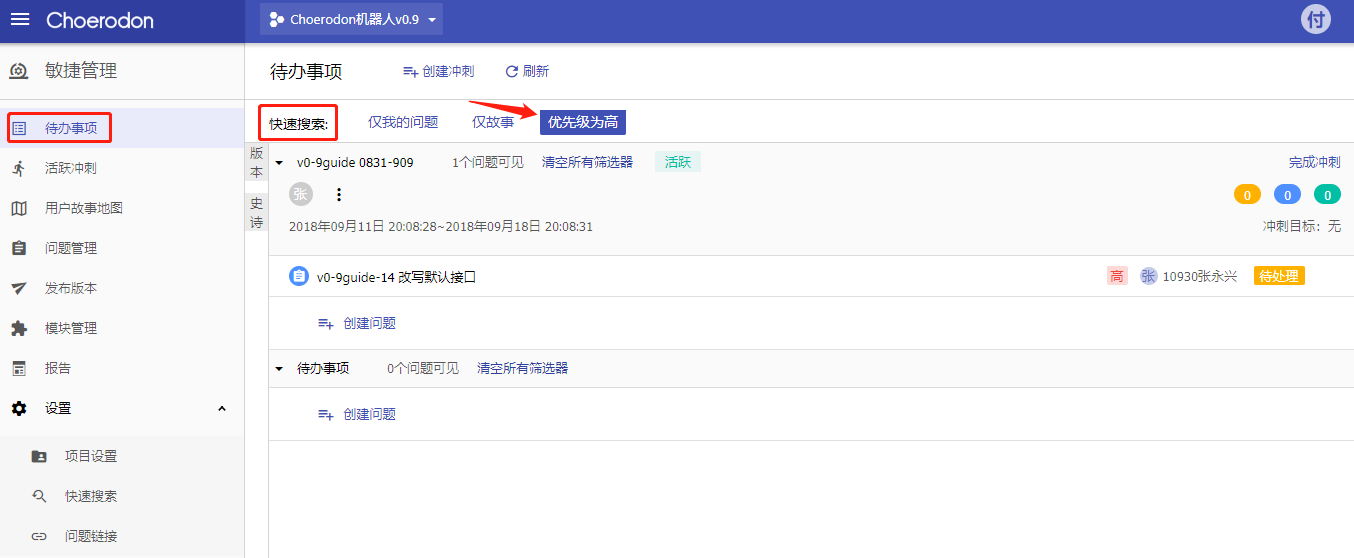 Choerodon
Choerodon机器人v0.9
付
敏捷管理
待办事项
活跃冲刺
用户故事地图
问题管理
发布版本
模块管理
报告
设置
项目设置
快速搜索
问题链接
待办事项
创建冲刺
刷新
快速搜索:
仅我的问题
仅故事
优先级为高
版本
史诗
v0-9guide 0831-909
1个问题可见
清空所有筛选器
活跃
完成冲刺
张
0
0
0
2018年09月11日 20:08:28~2018年09月18日 20:08:31
冲刺目标：无
v0-9guide-14 改写默认接口
高
张
10930张永兴
待处理
创建问题
待办事项
0个问题可见
清空所有筛选器
创建问题